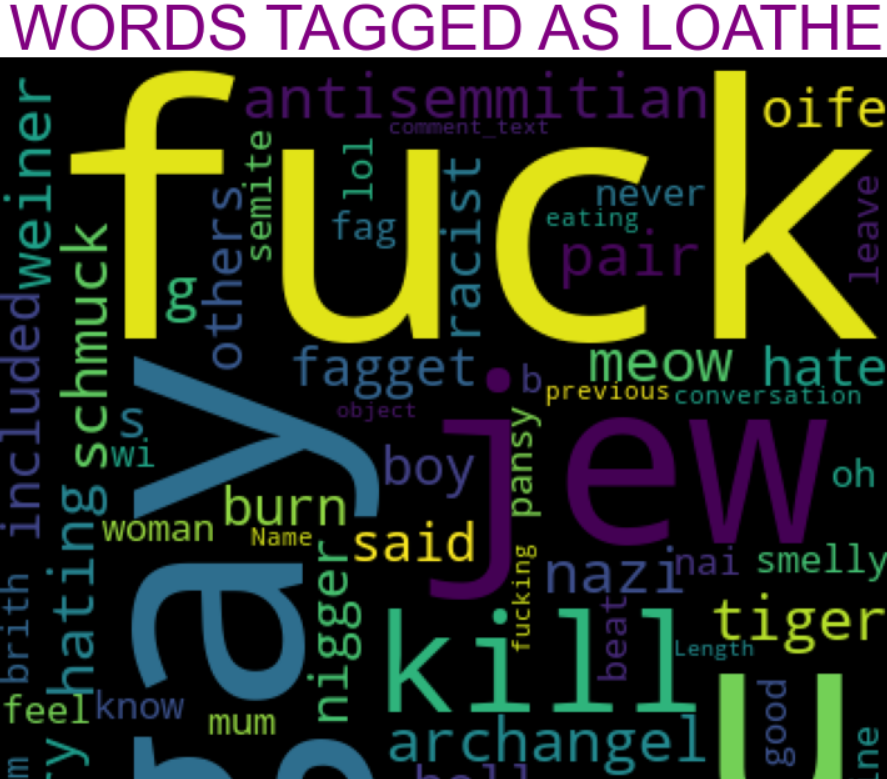 WORDS TAGGED AS LOATHE
antisemmitian
comment_text
oife
fuck
weiner
semite
lol
fag
racist
never
eating
pair
leave
g
others
schmuck
included
fagget
b
meow
hate
previous
conversation
object
s
wi
boy
pansy
jew
oh
burn
woman
Name
said
hating
nigger
fucking
nazi
nai
smelly
tiger
brith
beat
kill
Length
feel
know
mum
archangel
good